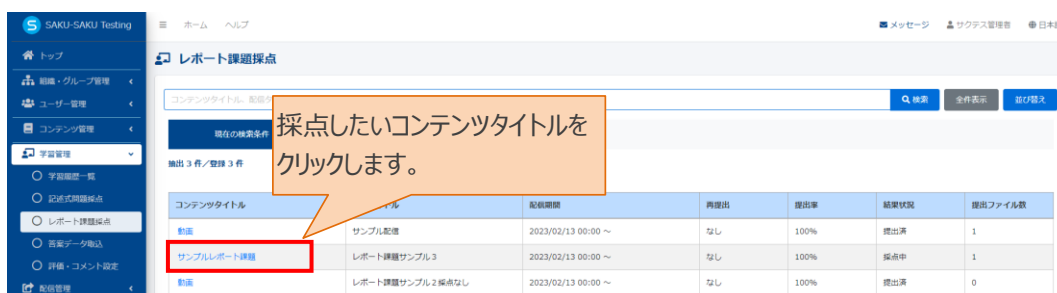 S SAKU-SAKU Testing
ホーム ヘルプ
メッセージ サクテス管理者
トップ
組織・グループ管理
ユーザー管理
コンテンツ管理
学習管理
学習履歴一覧
記述式問題採点
レポート課題採点
答案データ取込
評価・コメント設定
配信管理
レポート課題採点
コンテンツタイトル、配信
検索 全件表示 並び替え
現在の検索条件
採点したいコンテンツタイトルを
クリックします。
抽出 3 件/登録 3 件
コンテンツタイトル 配信期間 再提出 提出率 結果状況 提出ファイル数
動画 サンプル配信 2023/02/13 00:00 ~ なし 100% 提出済 1
サンプルレポート課題 レポート課題サンプル3 2023/02/13 00:00 ~ なし 100% 採点中 1
動画 レポート課題サンプル2採点なし 2023/02/13 00:00 ~ なし 100% 提出済 0